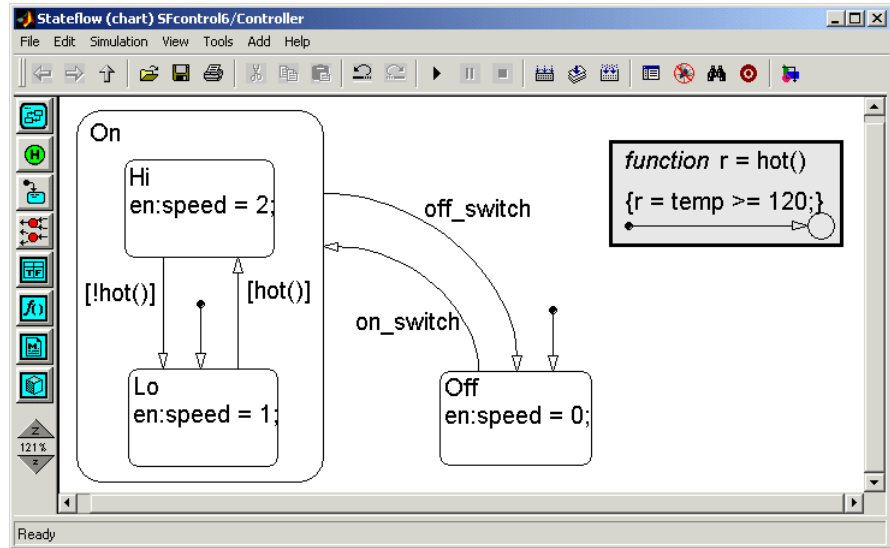 Stateflow (chart) SFcontrol6/Controller
File Edit Simulation View Tools Add Help
On
Hi
en:speed = 2;
[!hot()]
[hot()]
Lo
en:speed = 1;
off_switch
on_switch
Off
en:speed = 0;
function r = hot()
{r = temp >= 120;}
H
TF
f()
M
Z
121%
z
Ready